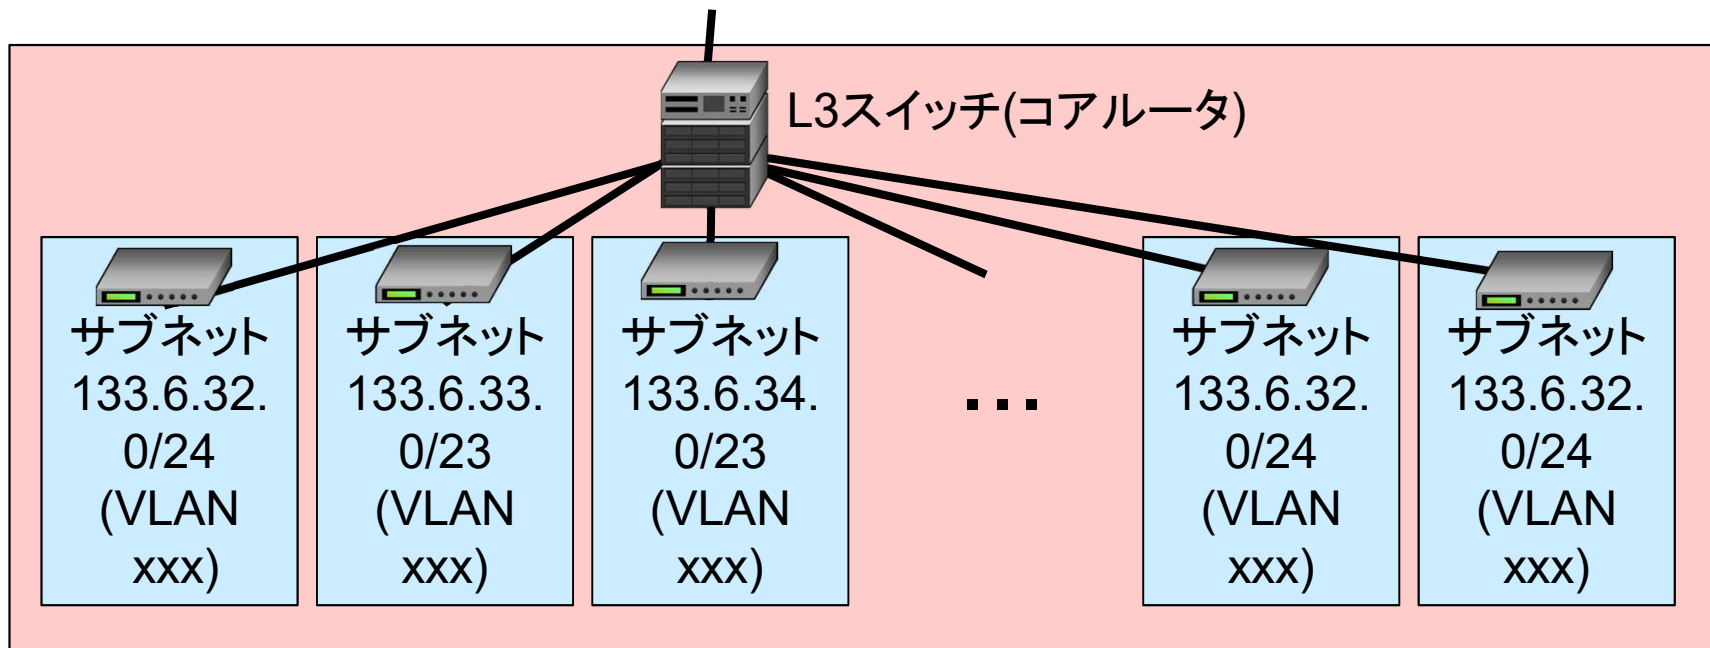 L3スイッチ(コアルータ)
サブネット
133.6.32.
0/24
(VLAN
xxx)
サブネット
133.6.33.
0/23
(VLAN
xxx)
サブネット
133.6.34.
0/23
(VLAN
xxx)
...
サブネット
133.6.32.
0/24
(VLAN
xxx)
サブネット
133.6.32.
0/24
(VLAN
xxx)